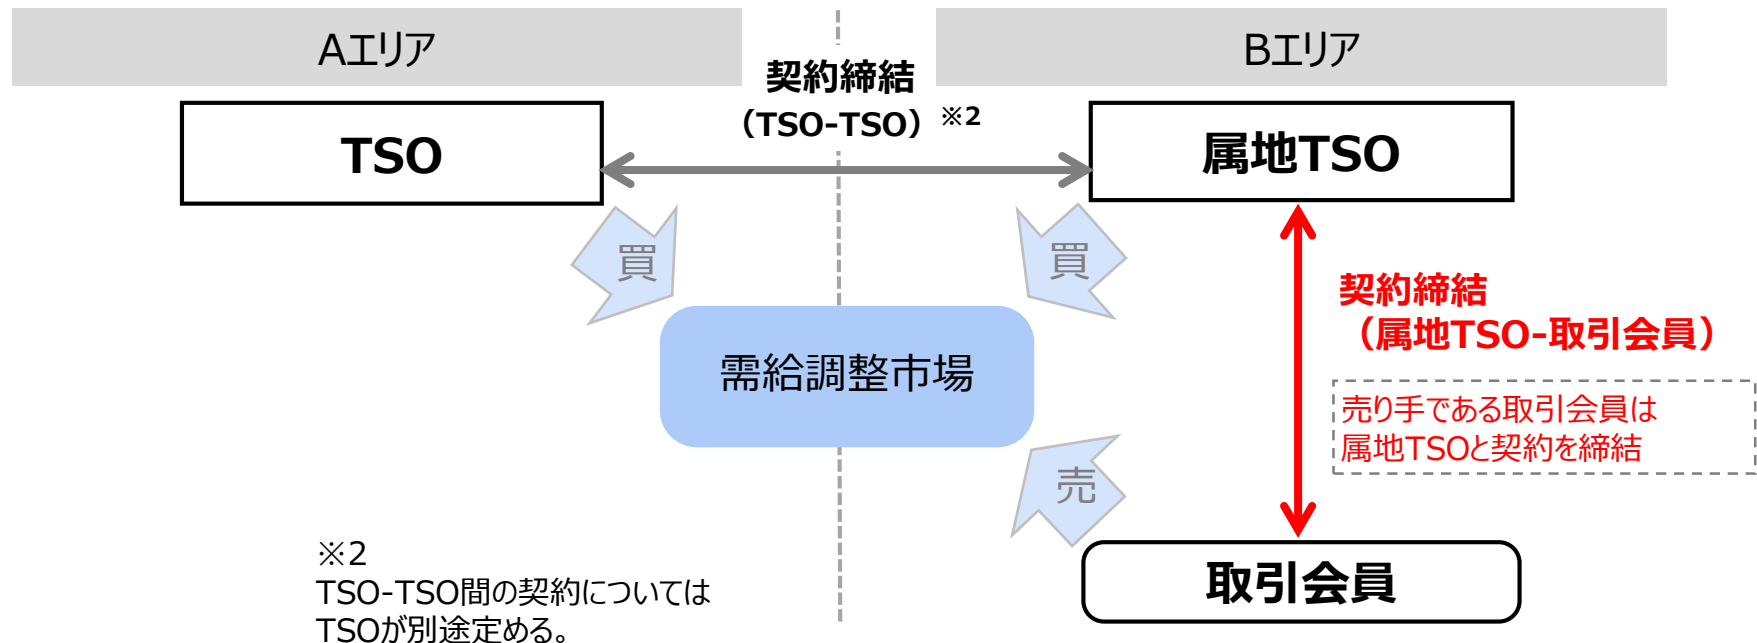 Aエリア
Bエリア
契約締結
（TSO-TSO）※2
TSO
属地TSO
買
買
契約締結
（属地TSO-取引会員）
需給調整市場
売り手である取引会員は
属地TSOと契約を締結
売
取引会員
※2
TSO-TSO間の契約については
TSOが別途定める。